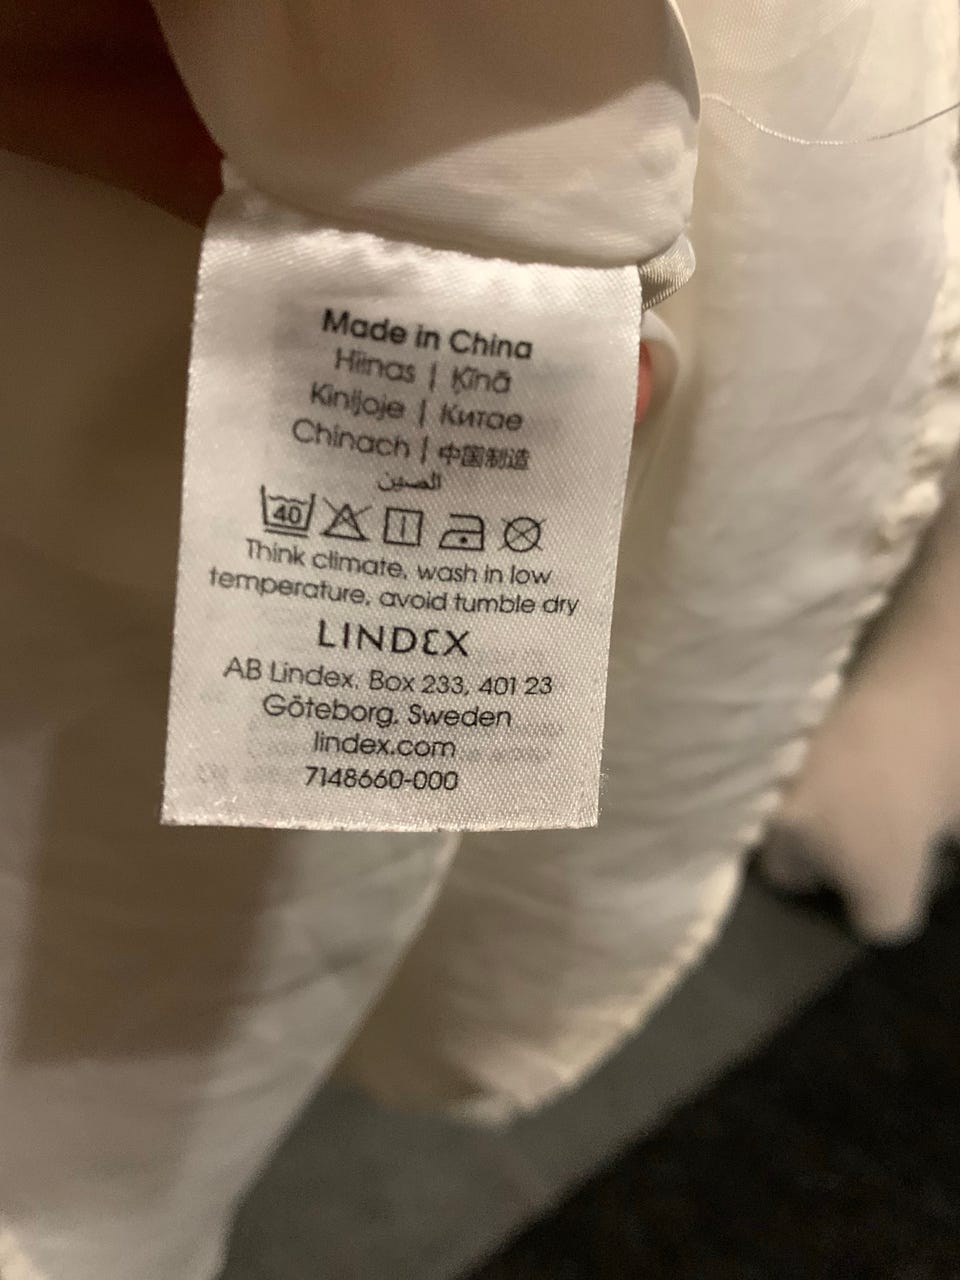 Made in China
Hiinas | Ķīnā
Kinijoje | Китае
Chinach | 中国制造
الصين
40
Think climate, wash in low
temperature, avoid tumble dry
LINDEX
AB Lindex. Box 233, 401 23
Göteborg, Sweden
lindex.com
7148660-000